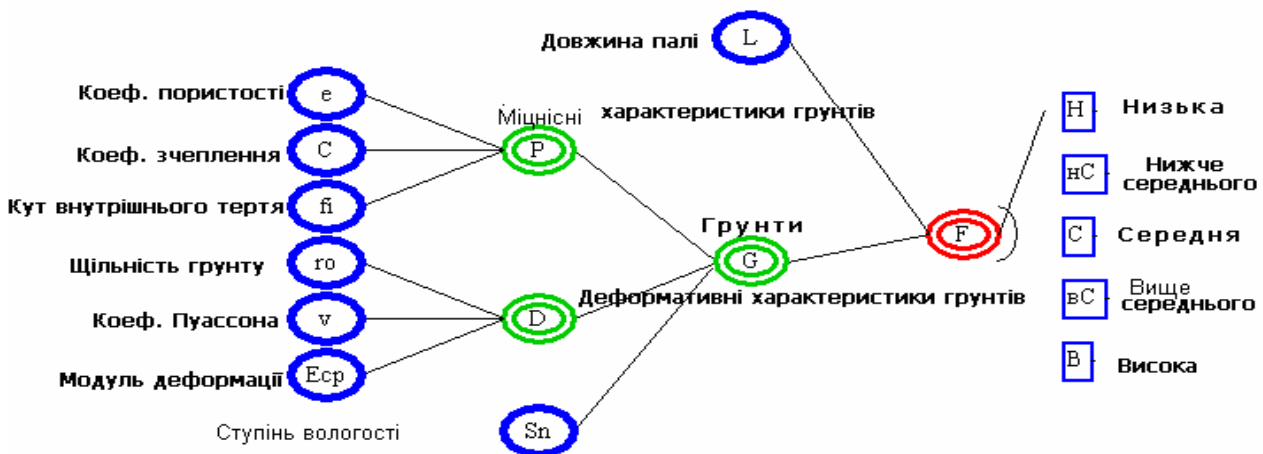 Довжина палі
L
Коеф. пористості
e
Міцнісні
характеристики грунтів
P
Коеф. зчеплення
C
Кут внутрішнього тертя
fi
Щільність грунту
ro
Коеф. Пуассона
v
Модуль деформації
Ecp
Ступінь вологості
Sn
Деформативні характеристики грунтів
D
Грунти
G
F
Н
Низька
нС
Нижче
середнього
С
Середня
вС
Вище
середнього
В
Висока